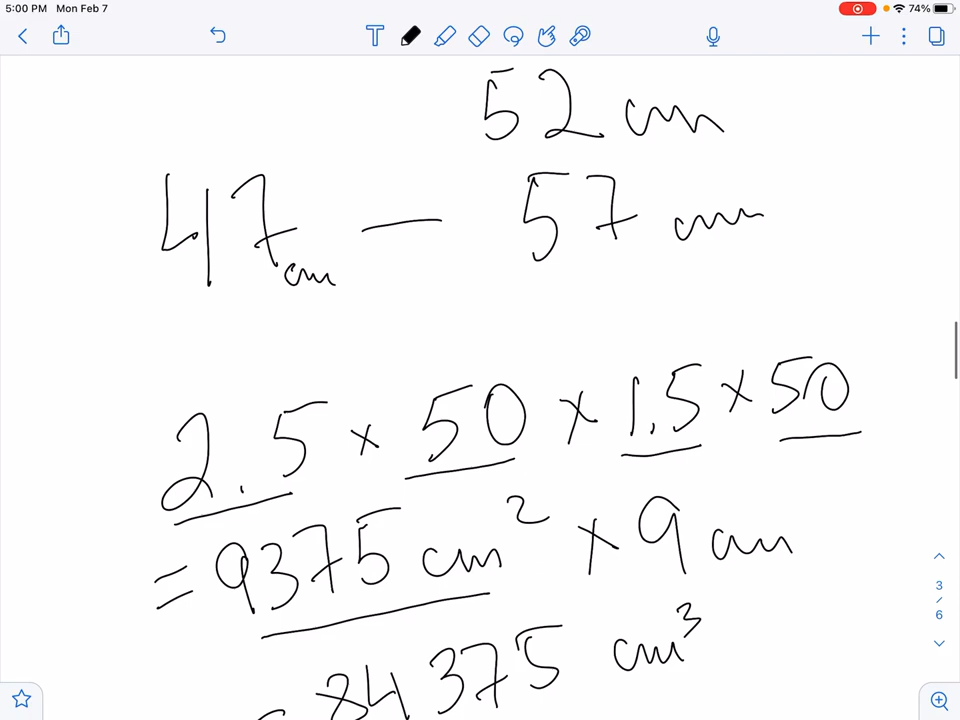 5:00 PM Mon Feb 7
74%
T
52 cm
47 cm — 57 cm
2.5 × 50 × 1.5 × 50
= 9375 cm² × 9 cm
= 84375 cm³
3
/
6